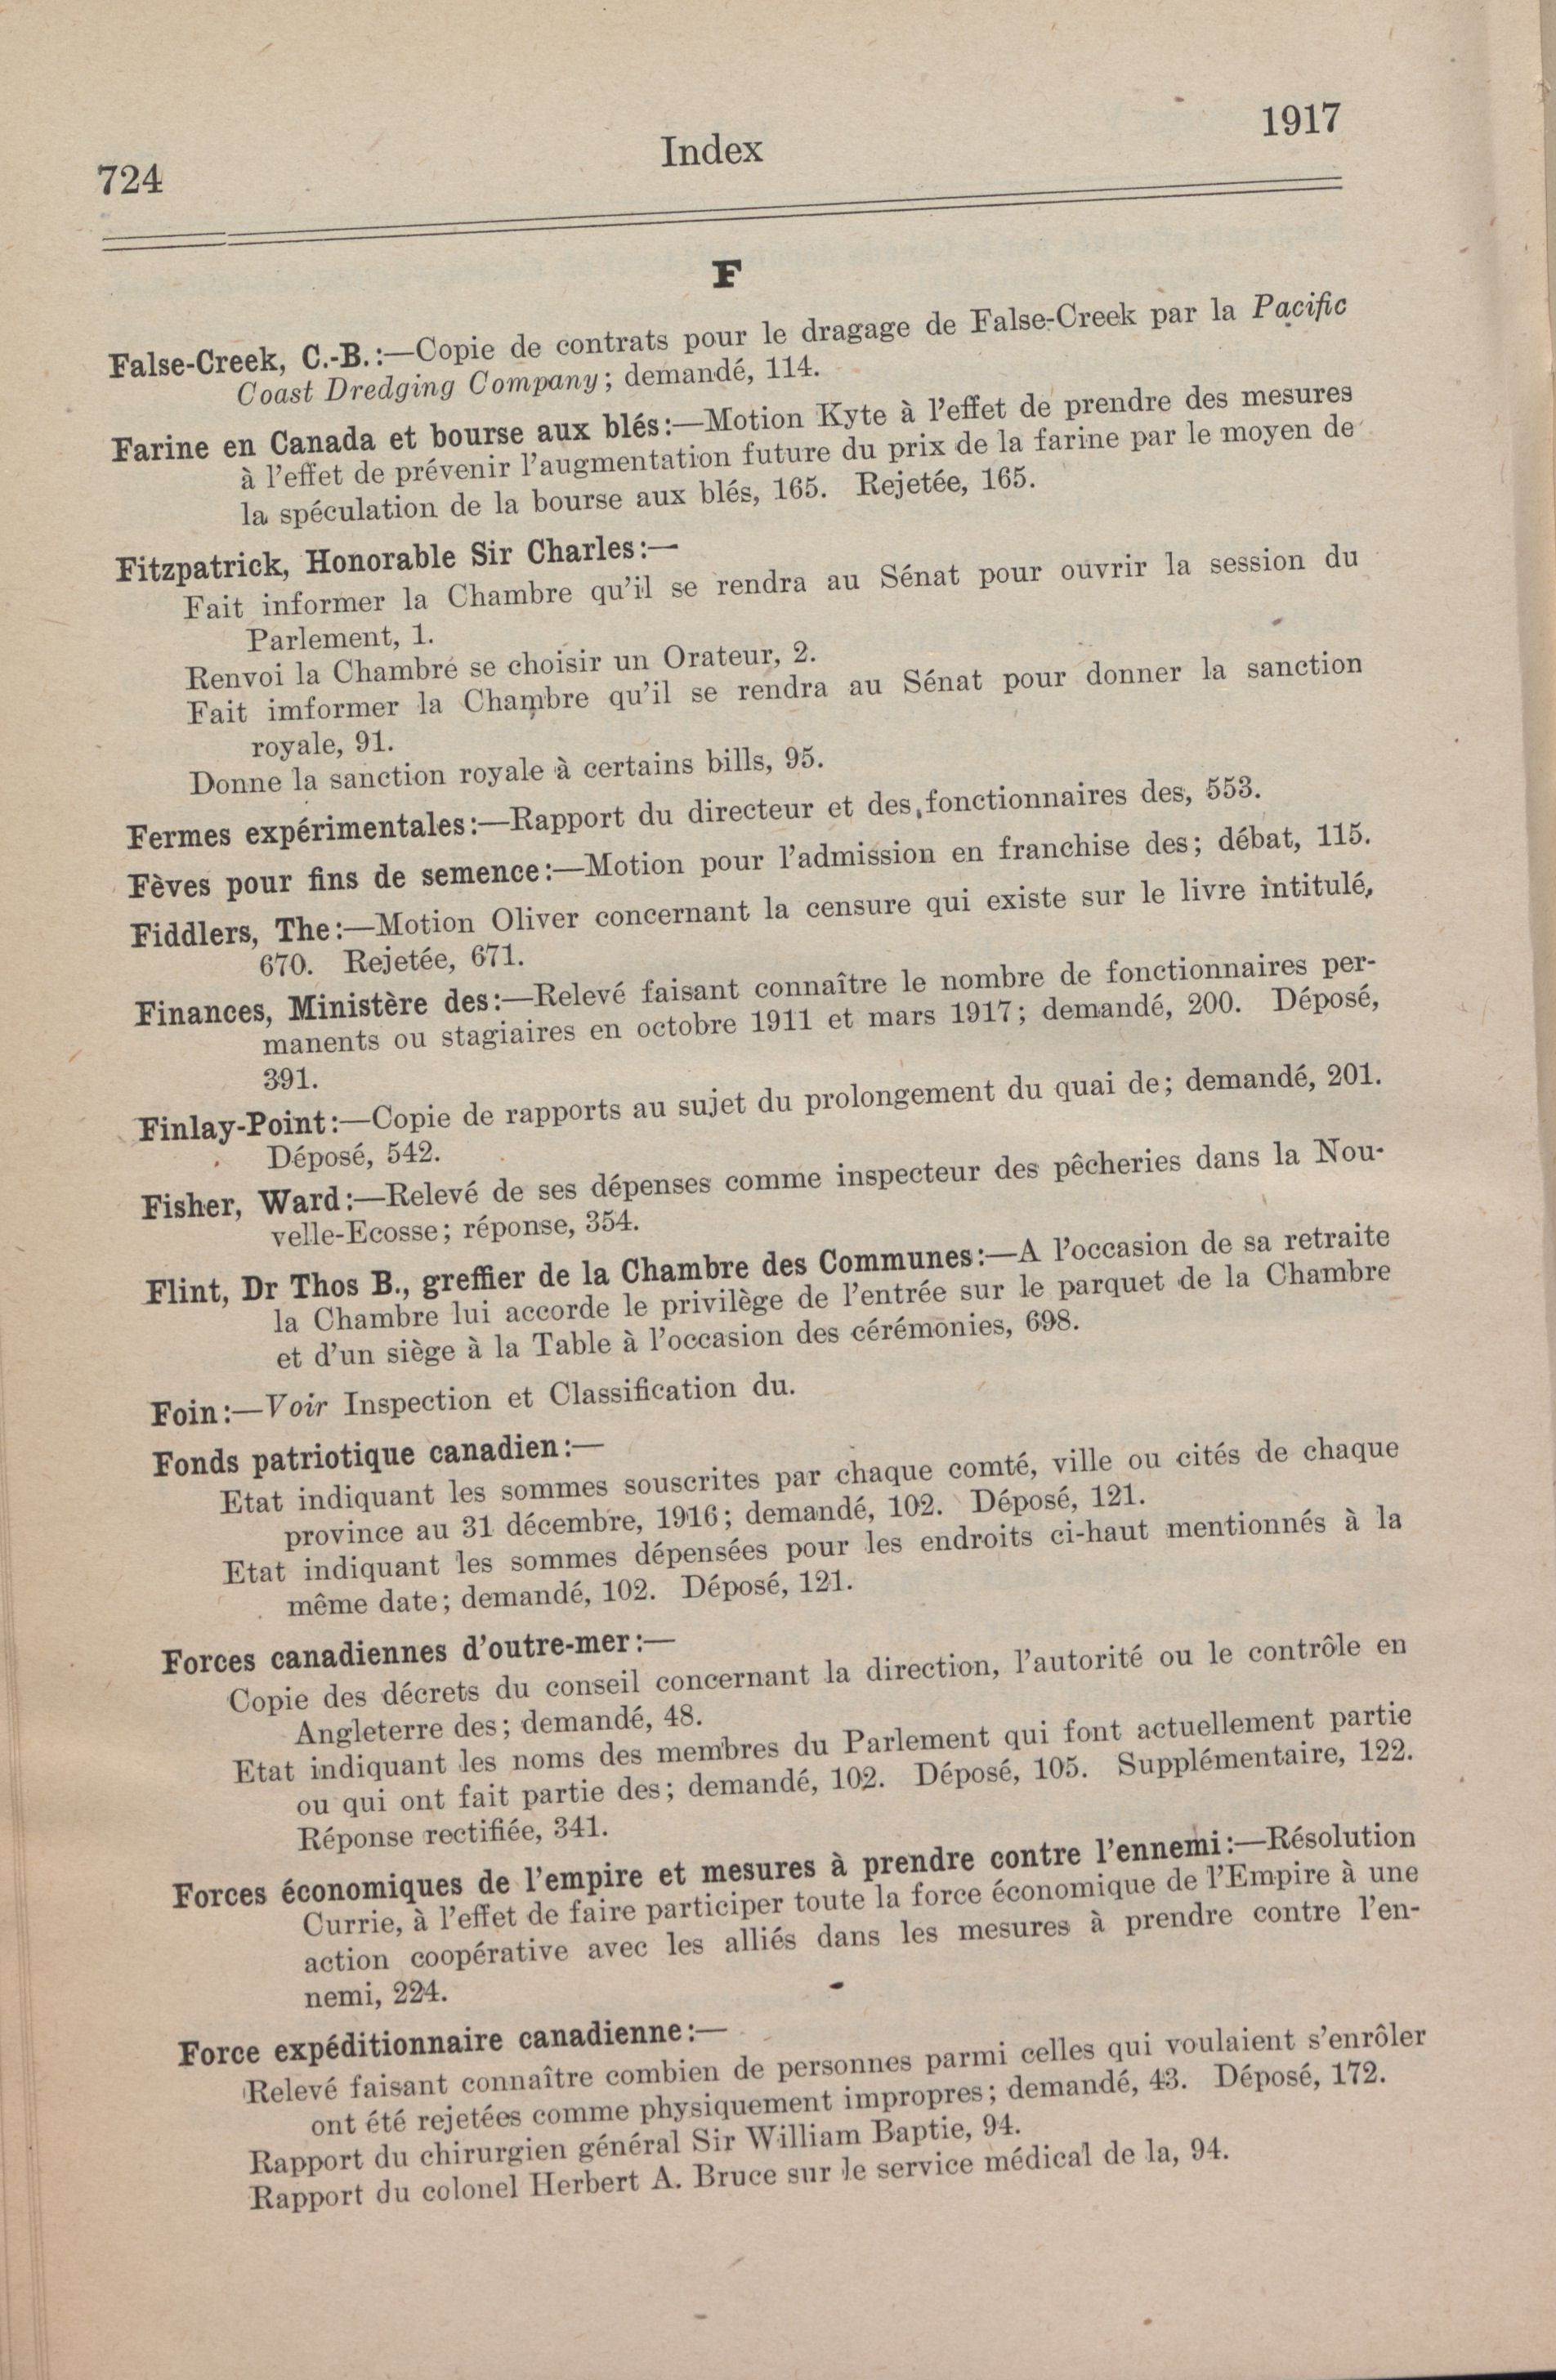 724
Index
1917
F
False-Creek, C.-B.:—Copie de contrats pour le dragage de False-Creek par la Pacific
Coast Dredging Company; demandé, 114.
Farine en Canada et bourse aux blés:—Motion Kyte à l'effet de prendre des mesures
à l'effet de prévenir l'augmentation future du prix de la farine par le moyen de
la spéculation de la bourse aux blés, 165. Rejetée, 165.
Fitzpatrick, Honorable Sir Charles:—
Fait informer la Chambre qu'il se rendra au Sénat pour ouvrir la session du
Parlement, 1.
Renvoi la Chambre se choisir un Orateur, 2.
Fait imformer la Chambre qu'il se rendra au Sénat pour donner la sanction
royale, 91.
Donne la sanction royale à certains bills, 95.
Fermes expérimentales:—Rapport du directeur et des fonctionnaires des, 553.
Fèves pour fins de semence:—Motion pour l'admission en franchise des; débat, 115.
Fiddlers, The:—Motion Oliver concernant la censure qui existe sur le livre intitulé,
670. Rejetée, 671.
Finances, Ministère des:—Relevé faisant connaître le nombre de fonctionnaires per-
manents ou stagiaires en octobre 1911 et mars 1917; demandé, 200. Déposé,
391.
Finlay-Point:—Copie de rapports au sujet du prolongement du quai de; demandé, 201.
Déposé, 542.
Fisher, Ward:—Relevé de ses dépenses comme inspecteur des pêcheries dans la Nou-
velle-Ecosse; réponse, 354.
Flint, Dr Thos B., greffier de la Chambre des Communes:—A l'occasion de sa retraite
la Chambre lui accorde le privilège de l'entrée sur le parquet de la Chambre
et d'un siège à la Table à l'occasion des cérémonies, 698.
Foin:—Voir Inspection et Classification du.
Fonds patriotique canadien:—
Etat indiquant les sommes souscrites par chaque comté, ville ou cités de chaque
province au 31 décembre, 1916; demandé, 102. Déposé, 121.
Etat indiquant les sommes dépensées pour les endroits ci-haut mentionnés à la
même date; demandé, 102. Déposé, 121.
Forces canadiennes d'outre-mer:—
Copie des décrets du conseil concernant la direction, l'autorité ou le contrôle en
Angleterre des; demandé, 48.
Etat indiquant les noms des membres du Parlement qui font actuellement partie
ou qui ont fait partie des; demandé, 102. Déposé, 105. Supplémentaire, 122.
Réponse rectifiée, 341.
Forces économiques de l'empire et mesures à prendre contre l'ennemi:—Résolution
Currie, à l'effet de faire participer toute la force économique de l'Empire à une
action coopérative avec les alliés dans les mesures à prendre contre l'en-
nemi, 224.
Force expéditionnaire canadienne:—
Relevé faisant connaître combien de personnes parmi celles qui voulaient s'enrôler
ont été rejetées comme physiquement impropres; demandé, 43. Déposé, 172.
Rapport du chirurgien général Sir William Baptie, 94.
Rapport du colonel Herbert A. Bruce sur le service médical de la, 94.